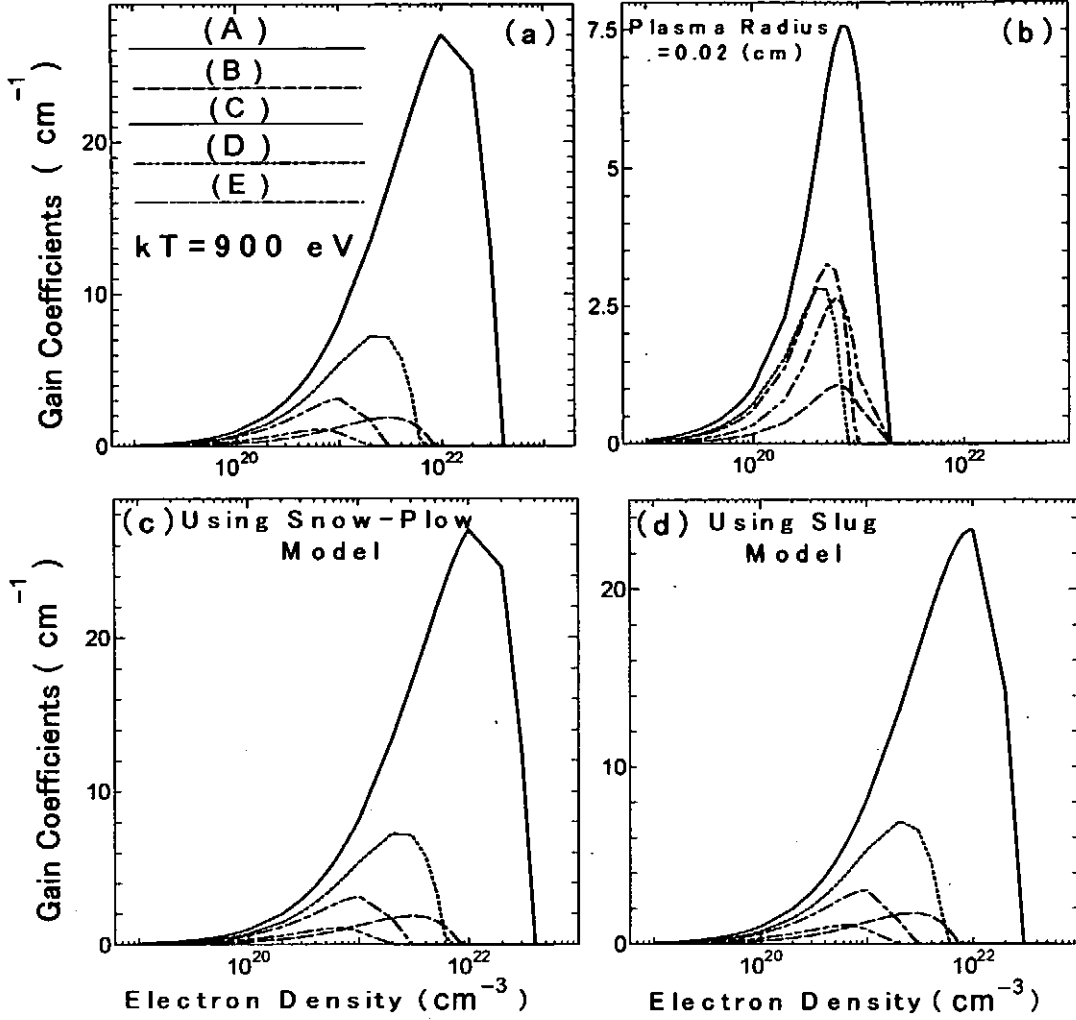 (A)
(B)
(C)
(D)
(E)
kT=900 eV
(a)
Gain Coefficients ( cm⁻¹ )
20
10
0
10²⁰
10²²
Plasma Radius
=0.02 (cm)
(b)
7.5
5
2.5
0
10²⁰
10²²
(c) Using Snow-Plow
Model
Gain Coefficients ( cm⁻¹ )
20
10
0
10²⁰
10²²
Electron Density (cm⁻³)
(d) Using Slug
Model
20
10
0
10²⁰
10²²
Electron Density (cm⁻³)